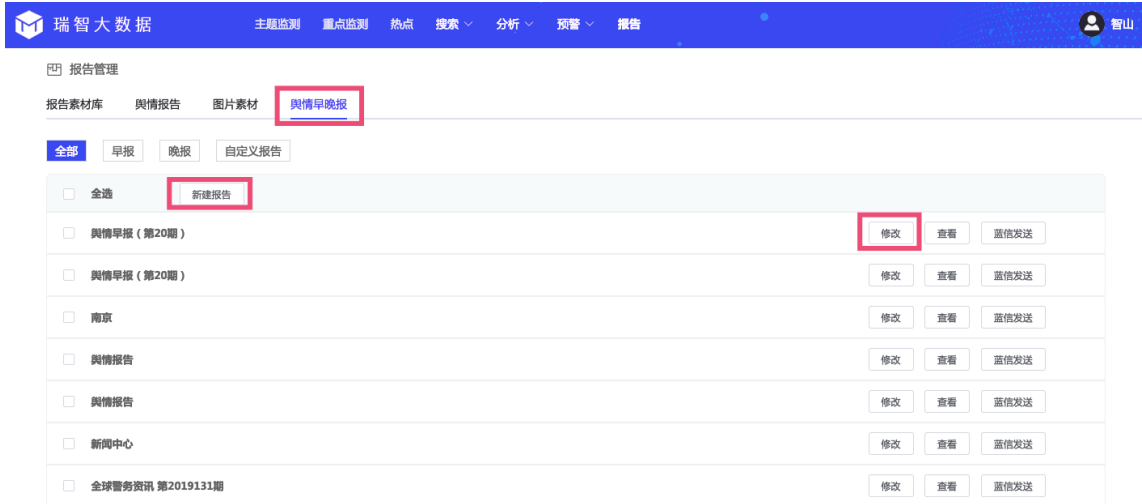 瑞智大数据 主题监测 重点监测 热点 搜索 分析 预警 报告 智山
报告管理
报告素材库 舆情报告 图片素材 舆情早晚报
全部 早报 晚报 自定义报告
全选 新建报告
舆情早报（第20期） 修改 查看 蓝信发送
舆情早报（第20期） 修改 查看 蓝信发送
南京 修改 查看 蓝信发送
舆情报告 修改 查看 蓝信发送
舆情报告 修改 查看 蓝信发送
新闻中心 修改 查看 蓝信发送
全球警务资讯 第2019131期 修改 查看 蓝信发送